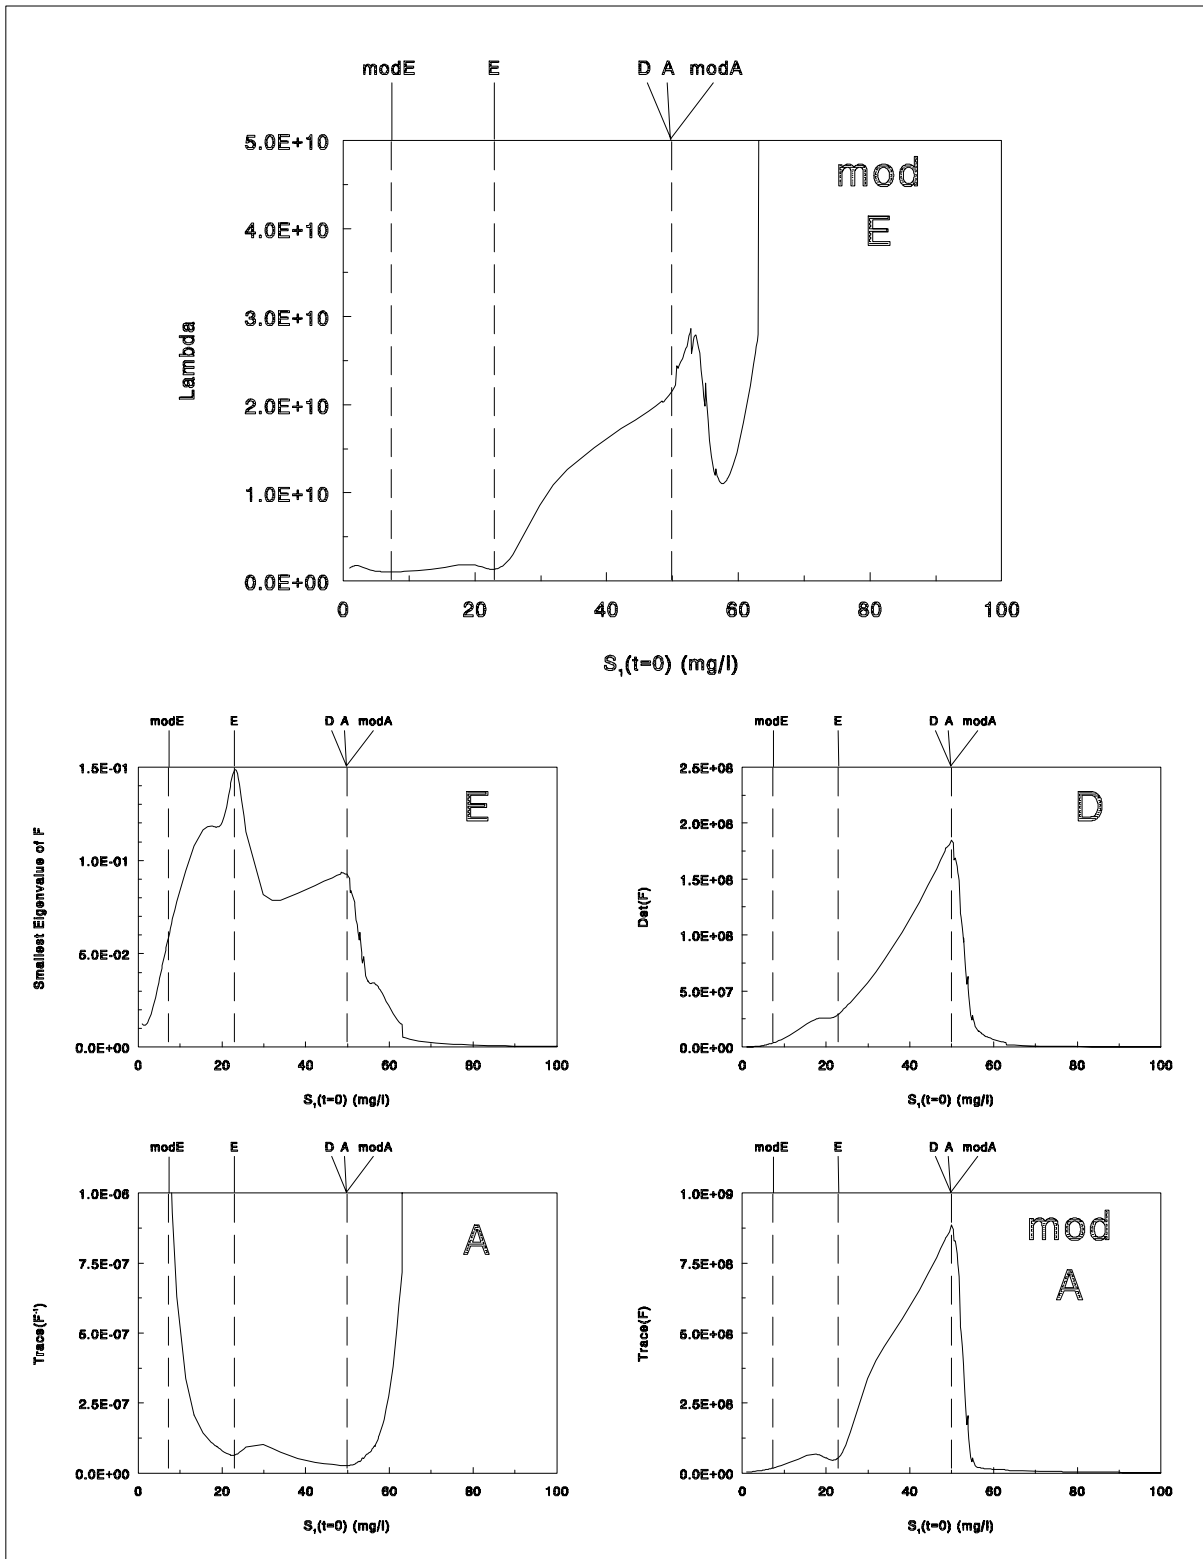 modE E D A modA
5.0E+10
4.0E+10
3.0E+10
2.0E+10
1.0E+10
0.0E+00
Lambda
mod
E
0 20 40 60 80 100
S₁(t=0) (mg/l)
modE E D A modA
1.5E-01
1.0E-01
5.0E-02
0.0E+00
Smallest Eigenvalue of F
E
0 20 40 60 80 100
S₁(t=0) (mg/l)
modE E D A modA
2.5E+08
2.0E+08
1.5E+08
1.0E+08
5.0E+07
0.0E+00
Det(F)
D
0 20 40 60 80 100
S₁(t=0) (mg/l)
modE E D A modA
1.0E-06
7.5E-07
5.0E-07
2.5E-07
0.0E+00
Trace(F⁻¹)
A
0 20 40 60 80 100
S₁(t=0) (mg/l)
modE E D A modA
1.0E+09
7.5E+08
5.0E+08
2.5E+08
0.0E+00
Trace(F)
mod
A
0 20 40 60 80 100
S₁(t=0) (mg/l)